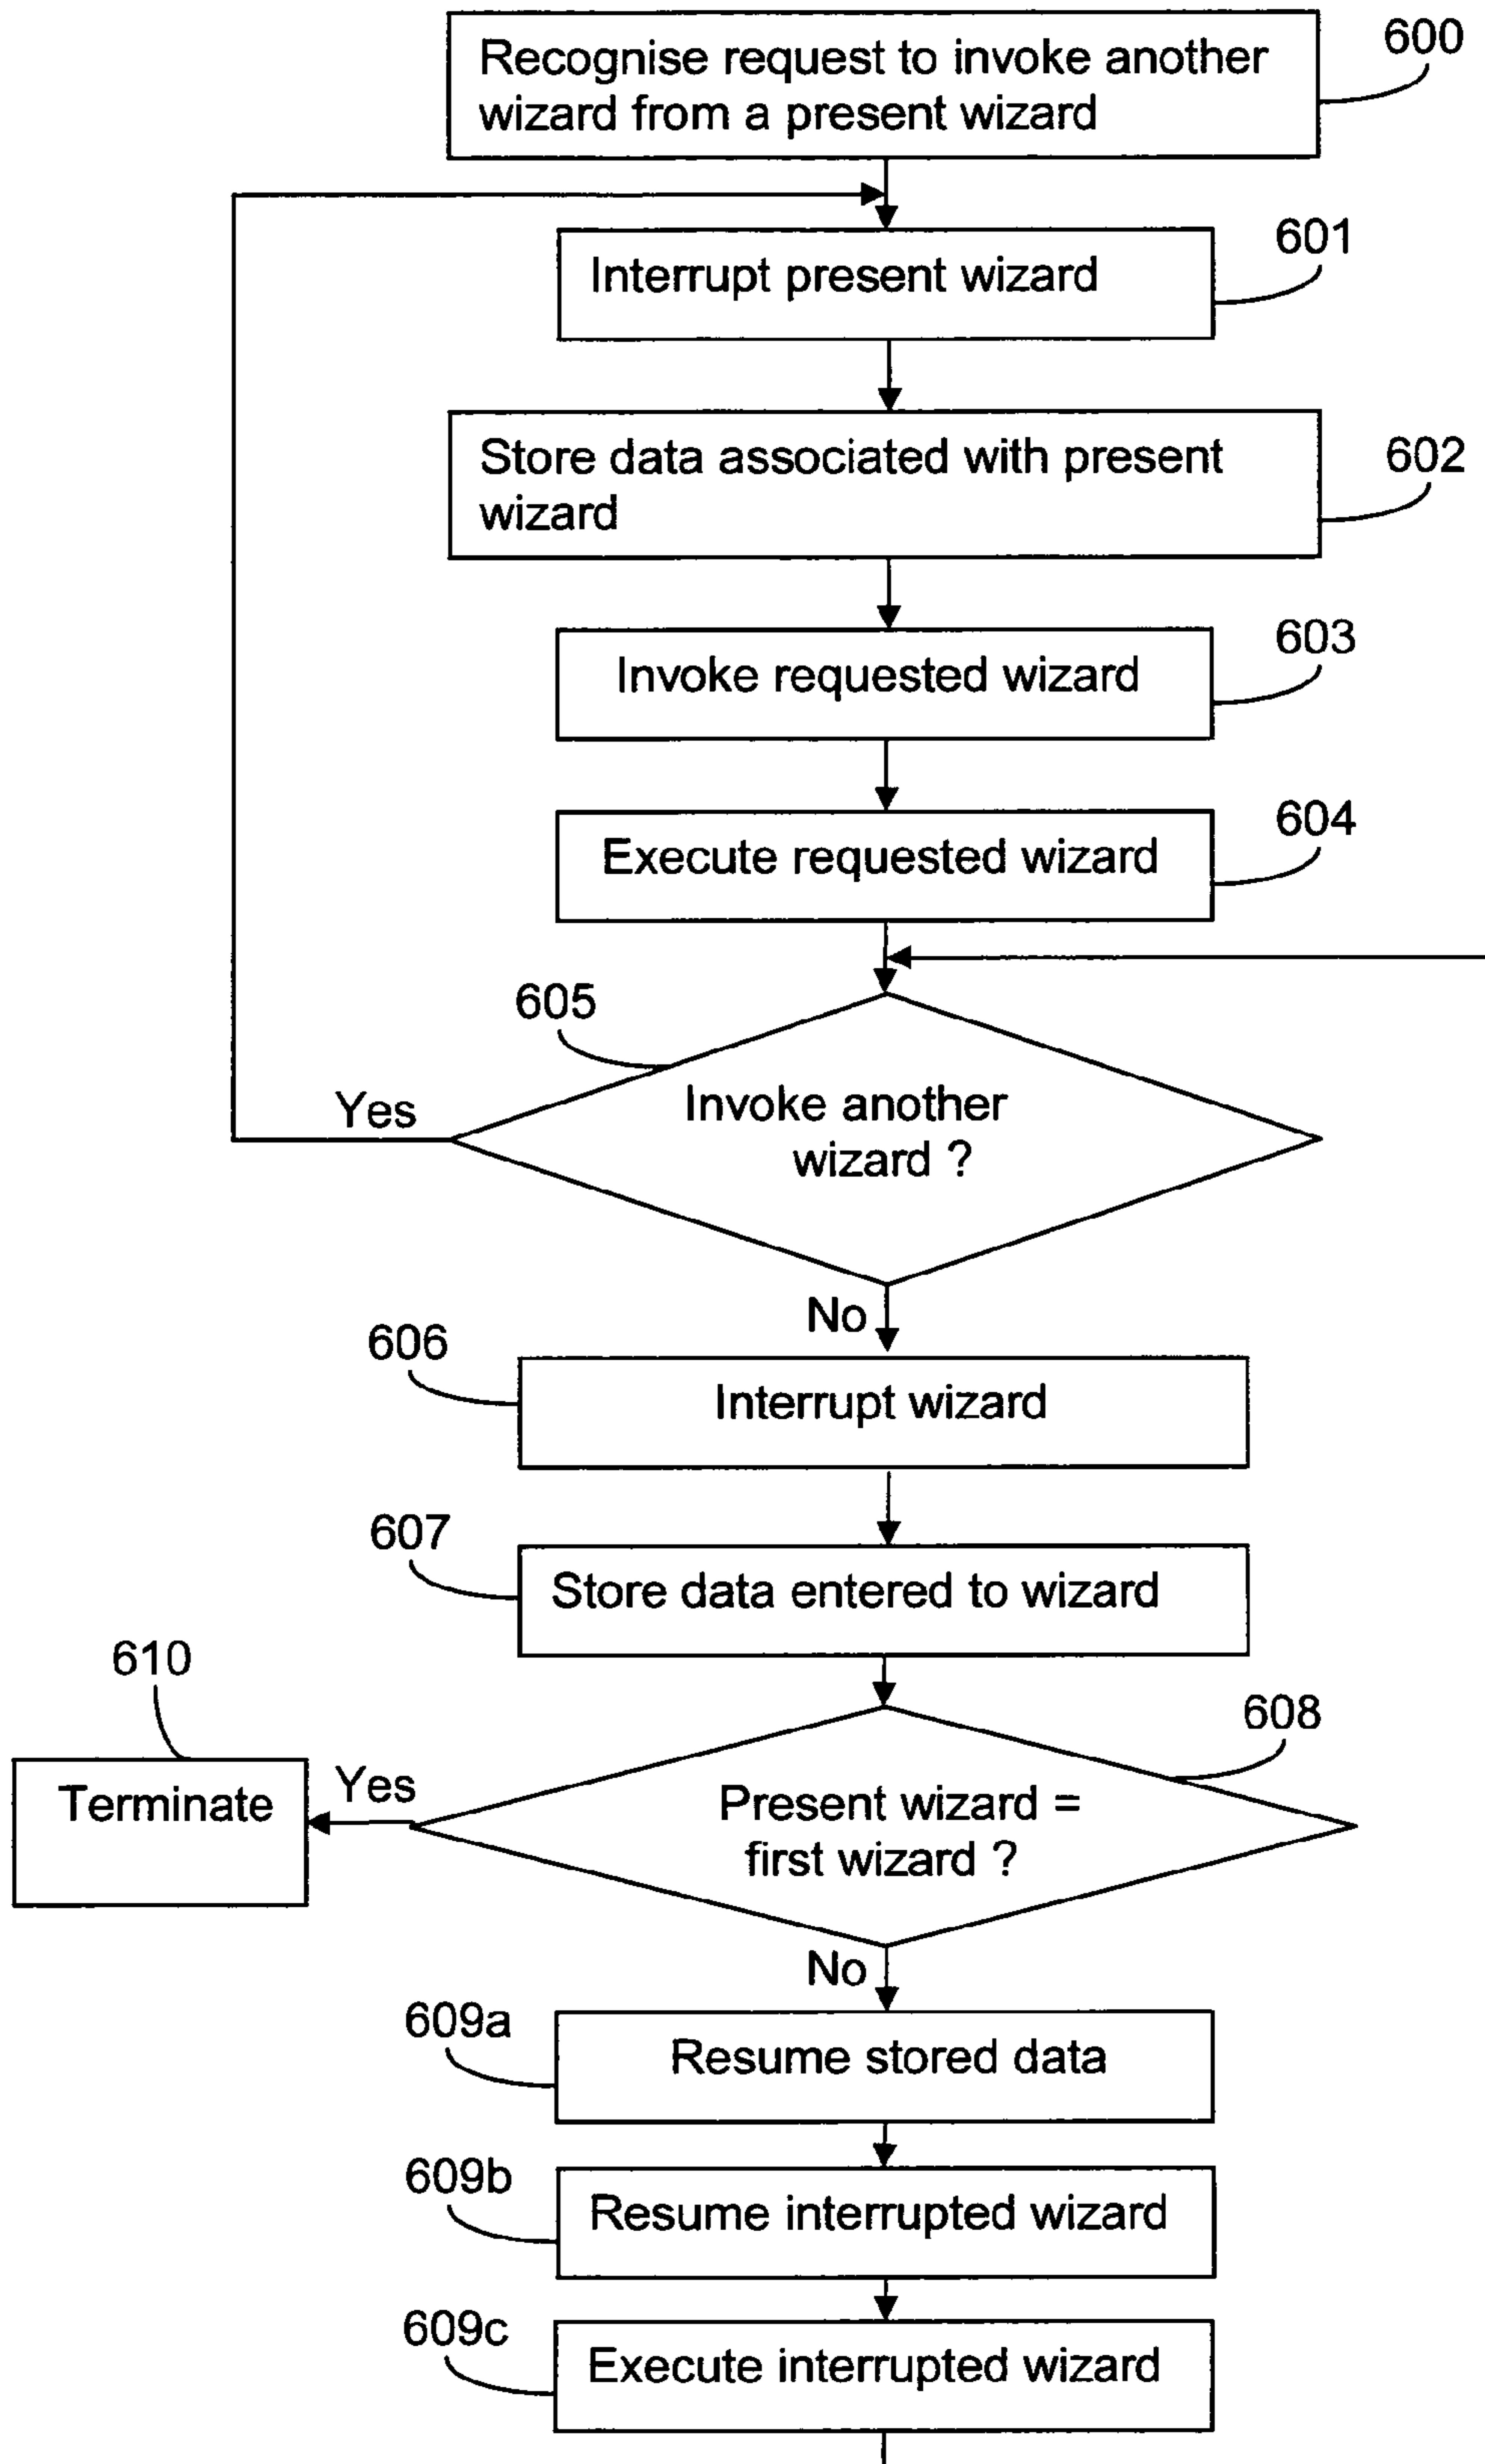 Recognise request to invoke another
wizard from a present wizard
600
Interrupt present wizard
601
Store data associated with present
wizard
602
Invoke requested wizard
603
Execute requested wizard
604
605
Invoke another
wizard ?
Yes
No
606
Interrupt wizard
607
Store data entered to wizard
610
Terminate
Yes
608
Present wizard =
first wizard ?
No
609a
Resume stored data
609b
Resume interrupted wizard
609c
Execute interrupted wizard